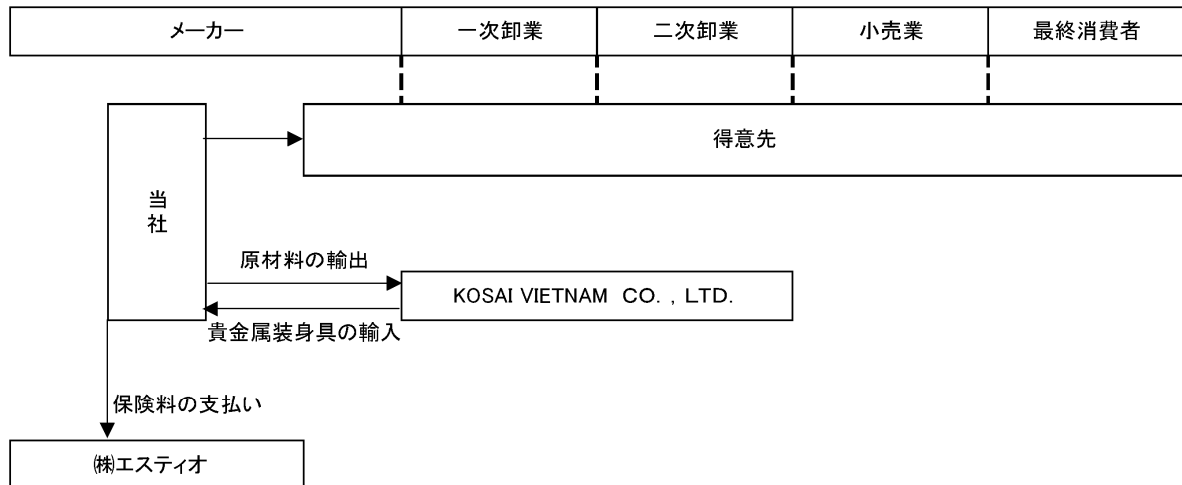 メーカー
一次卸業
二次卸業
小売業
最終消費者
得意先
当
社
原材料の輸出
KOSAI VIETNAM CO.，LTD.
貴金属装身具の輸入
保険料の支払い
㈱エスティオ